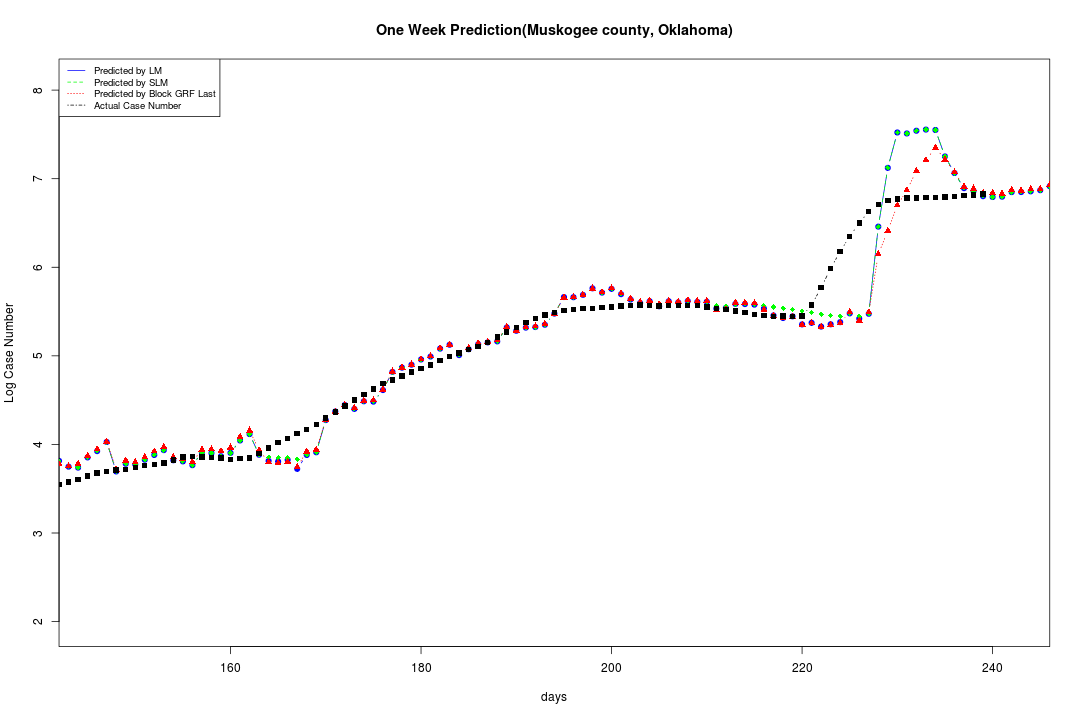 One Week Prediction(Muskogee county, Oklahoma)
Predicted by LM
Predicted by SLM
Predicted by Block GRF Last
Actual Case Number
8
7
6
5
4
3
2
Log Case Number
160 180 200 220 240
days